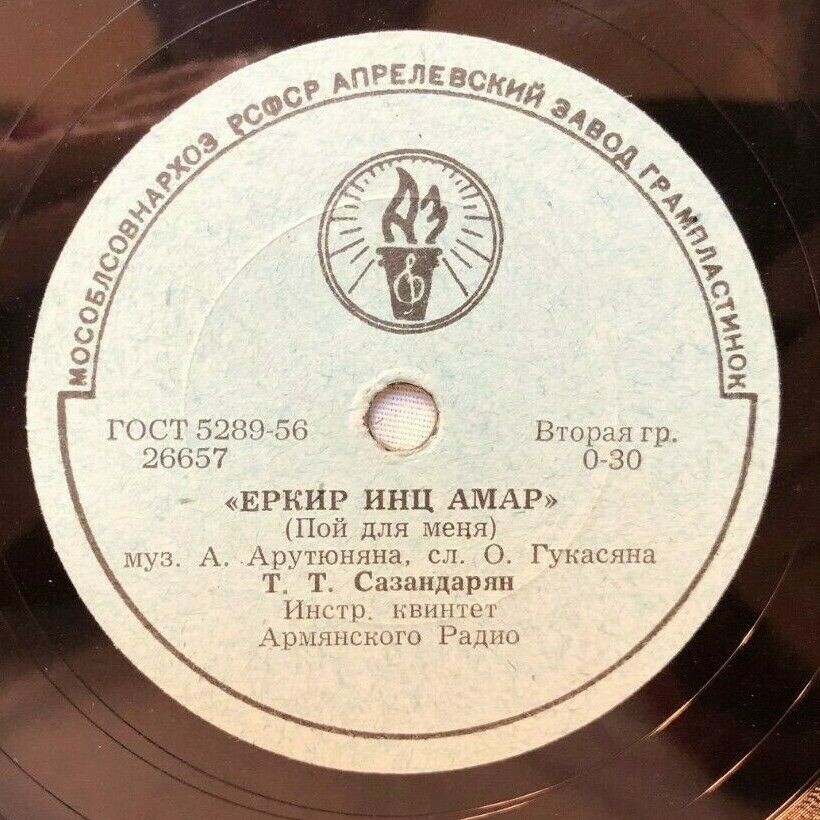 МОСОБЛСОВНАРХОЗ РСФСР АПРЕЛЕВСКИЙ ЗАВОД ГРАМПЛАСТИНОК
АЗ
ГОСТ 5289-56
26657
Вторая гр.
0-30
«ЕРКИР ИНЦ АМАР»
(Пой для меня)
муз. А. Арутюняна, сл. О. Гукасяна
Т. Т. Сазандарян
Инстр. квинтет
Армянского Радио